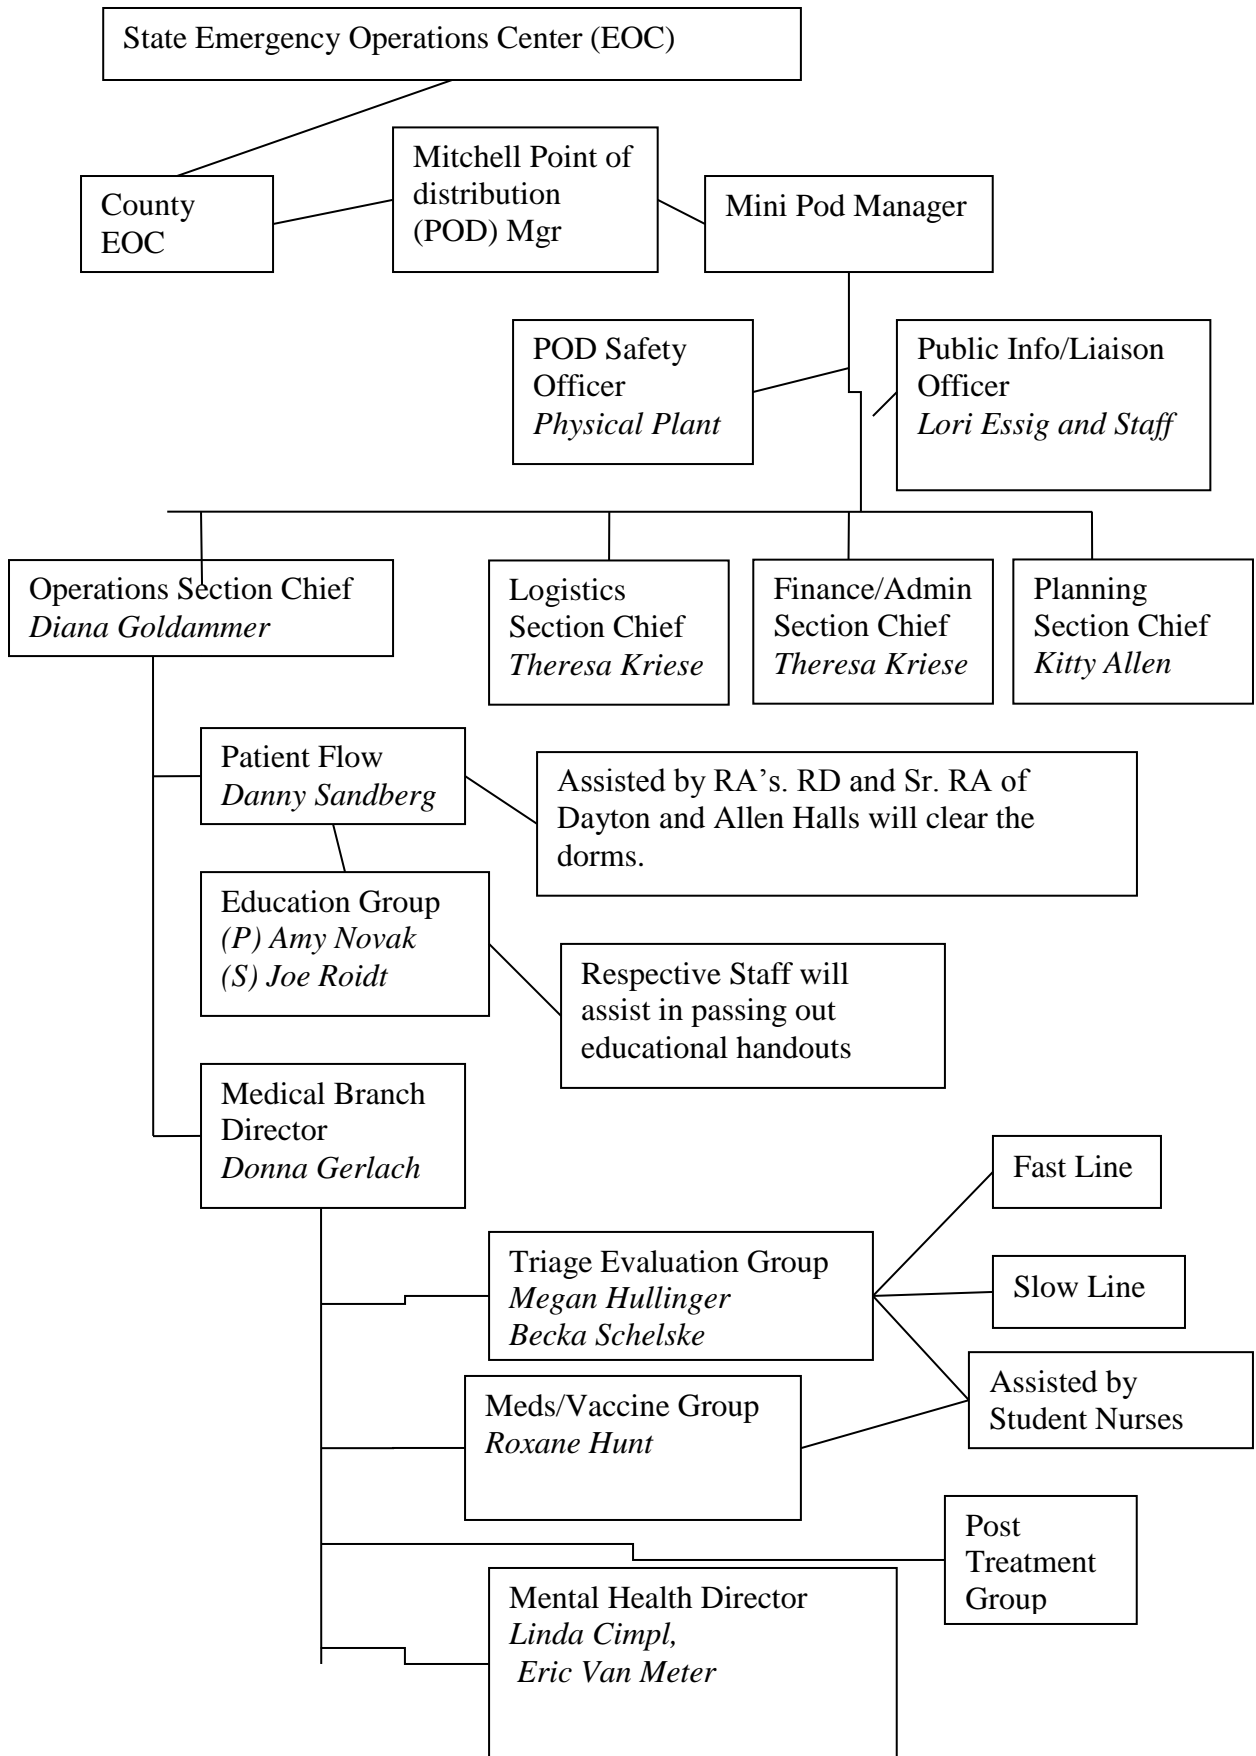 State Emergency Operations Center (EOC)
County
EOC
Mitchell Point of
distribution
(POD) Mgr
Mini Pod Manager
POD Safety
Officer
Physical Plant
Public Info/Liaison
Officer
Lori Essig and Staff
Operations Section Chief
Diana Goldammer
Logistics
Section Chief
Theresa Kriese
Finance/Admin
Section Chief
Theresa Kriese
Planning
Section Chief
Kitty Allen
Patient Flow
Danny Sandberg
Assisted by RA’s. RD and Sr. RA of
Dayton and Allen Halls will clear the
dorms.
Education Group
(P) Amy Novak
(S) Joe Roidt
Respective Staff will
assist in passing out
educational handouts
Medical Branch
Director
Donna Gerlach
Fast Line
Triage Evaluation Group
Megan Hullinger
Becka Schelske
Slow Line
Assisted by
Student Nurses
Meds/Vaccine Group
Roxane Hunt
Post
Treatment
Group
Mental Health Director
Linda Cimpl,
Eric Van Meter